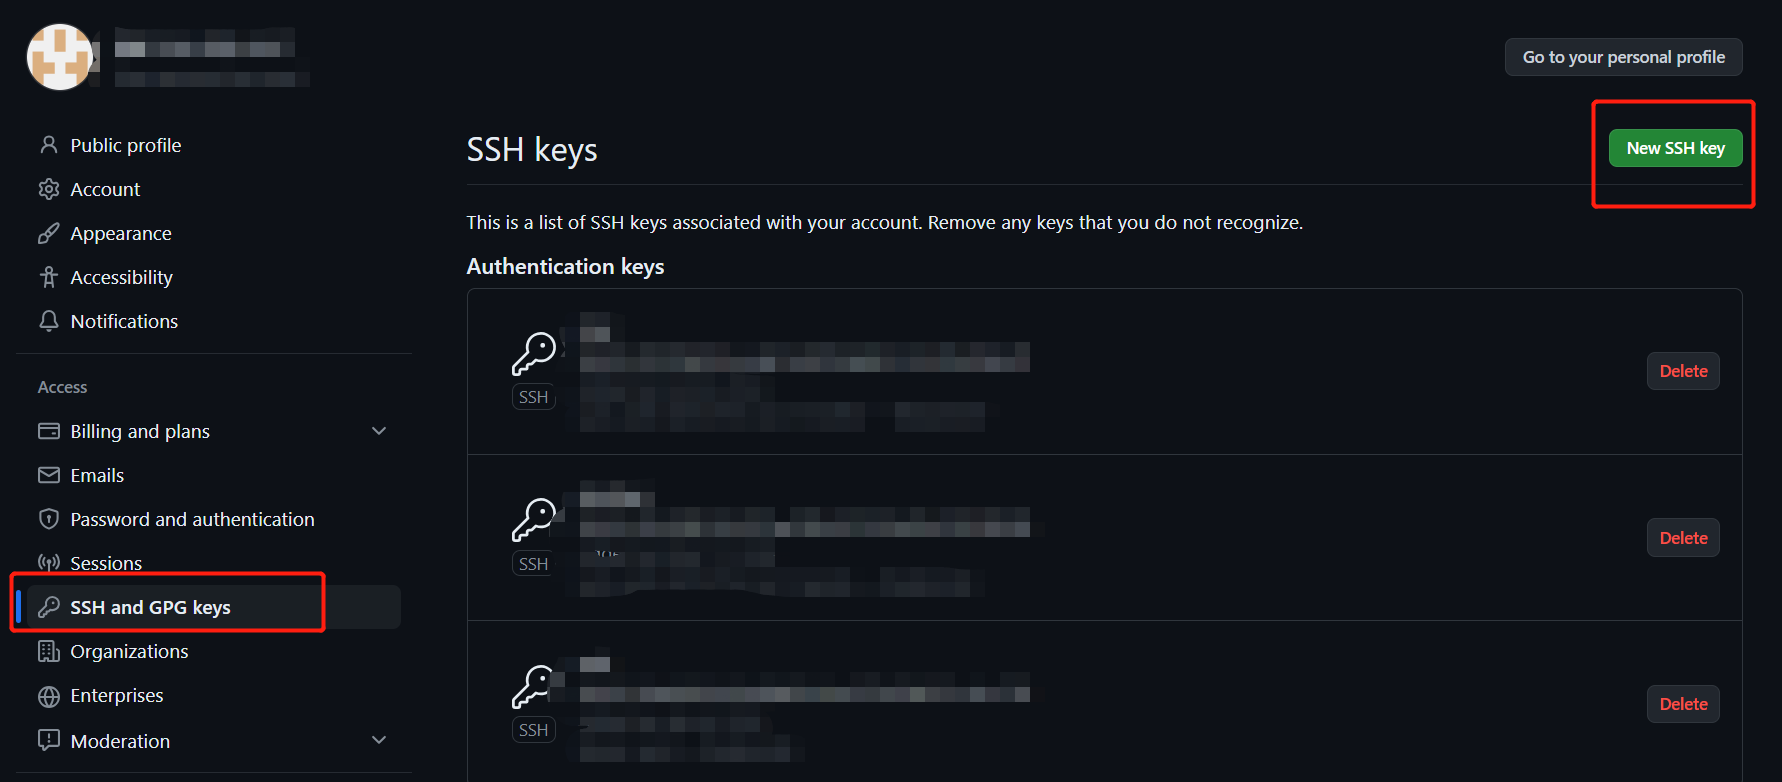 Go to your personal profile
Public profile
Account
Appearance
Accessibility
Notifications
Access
Billing and plans
Emails
Password and authentication
Sessions
SSH and GPG keys
Organizations
Enterprises
Moderation
SSH keys
New SSH key
This is a list of SSH keys associated with your account. Remove any keys that you do not recognize.
Authentication keys
SSH
Delete
SSH
Delete
SSH
Delete